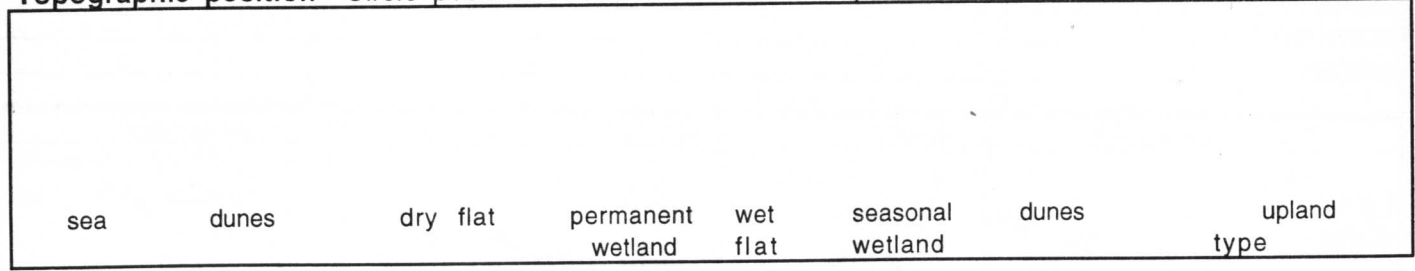 Topographic position
sea dunes dry flat permanent wet seasonal dunes upland
wetland flat wetland type